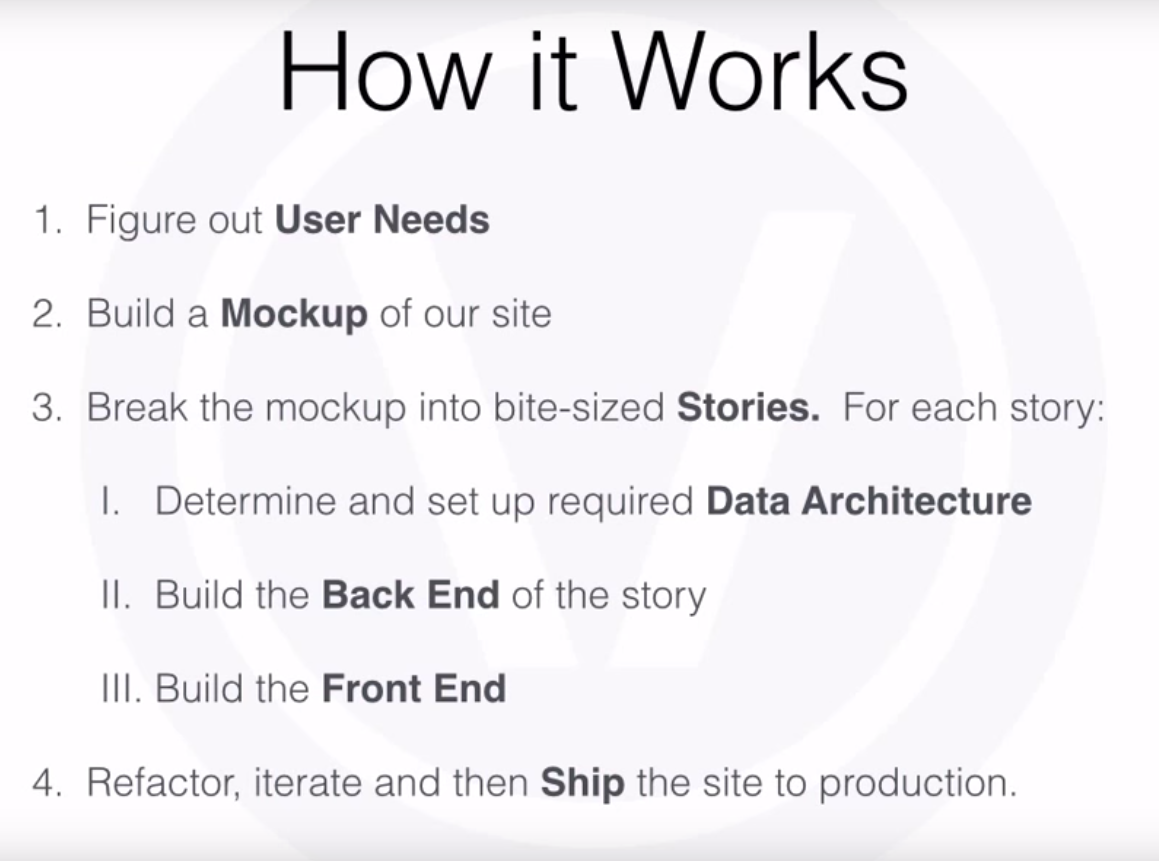 How it Works
1. Figure out User Needs
2. Build a Mockup of our site
3. Break the mockup into bite-sized Stories. For each story:
I. Determine and set up required Data Architecture
II. Build the Back End of the story
III. Build the Front End
4. Refactor, iterate and then Ship the site to production.